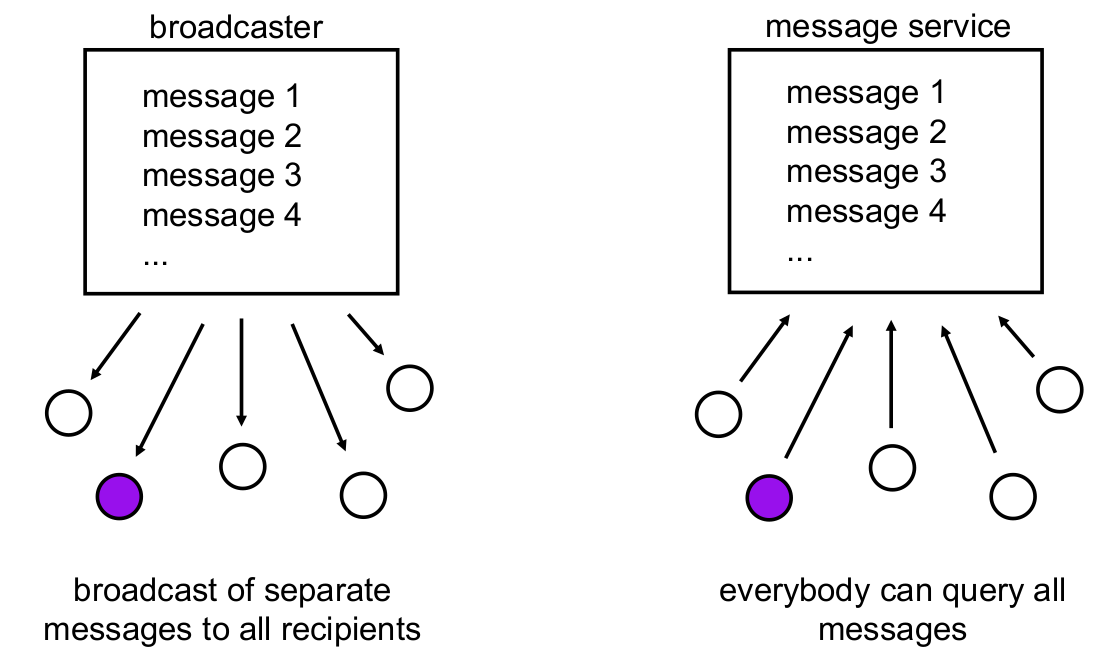 broadcaster
message 1
message 2
message 3
message 4
...
broadcast of separate
messages to all recipients
message service
message 1
message 2
message 3
message 4
...
everybody can query all
messages